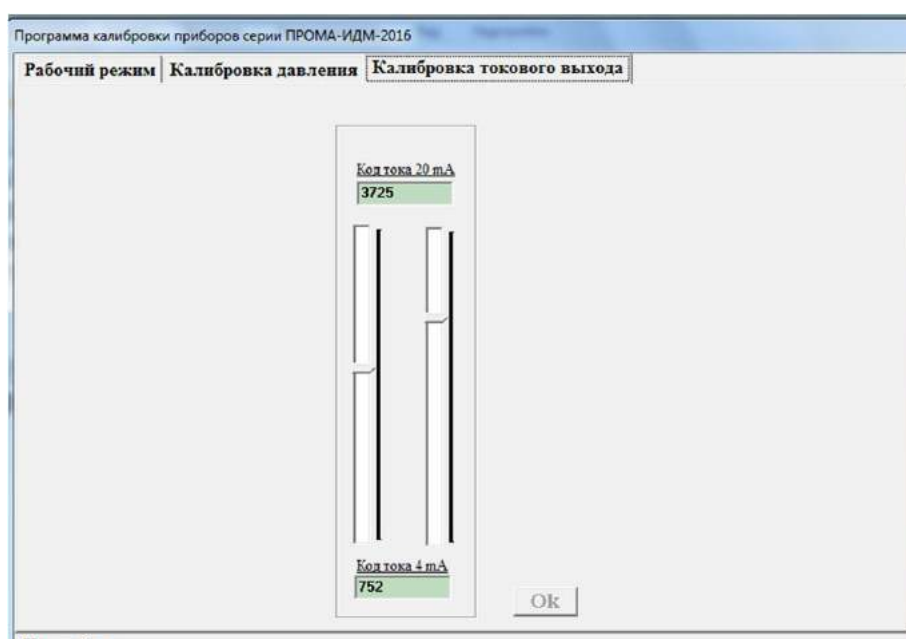 Программа калибровки приборов серии ПРОМА-ИДМ-2016
Рабочий режим Калибровка давления Калибровка токового выхода
Код тока 20 mA
3725
Код тока 4 mA
752
Ok